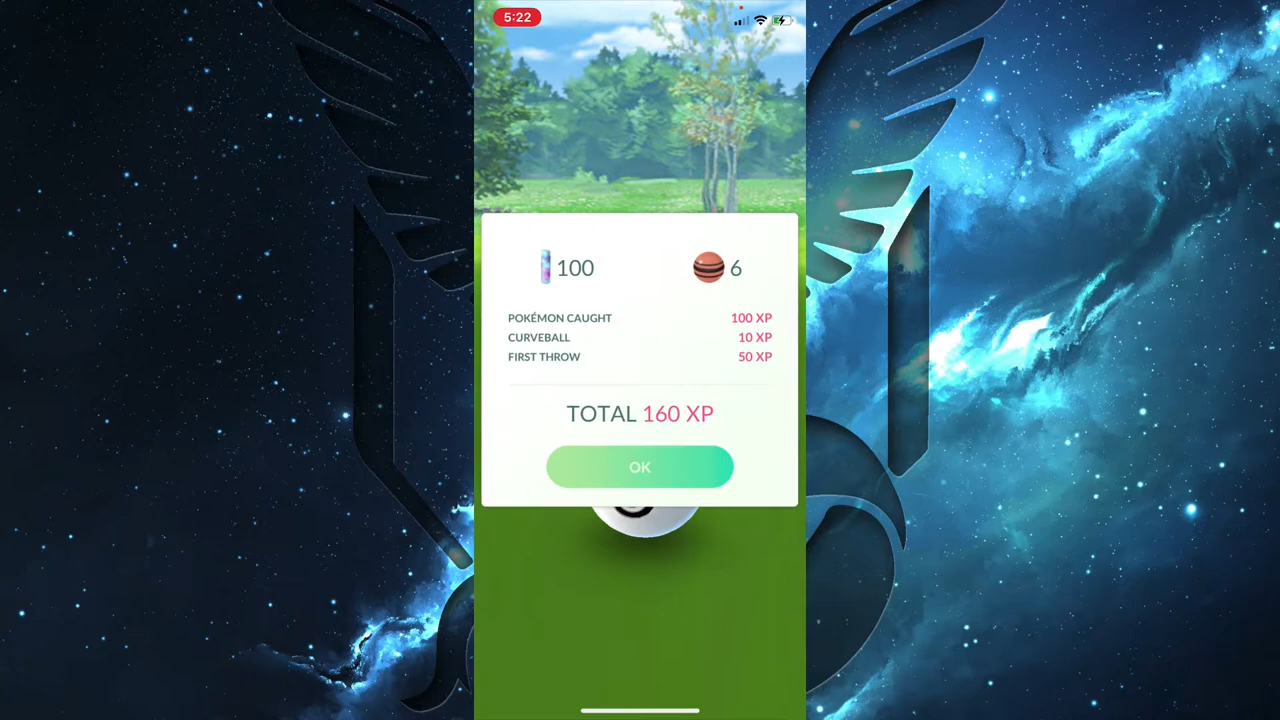 5:22
100 6
POKÉMON CAUGHT 100 XP
CURVEBALL 10 XP
FIRST THROW 50 XP
TOTAL 160 XP
OK